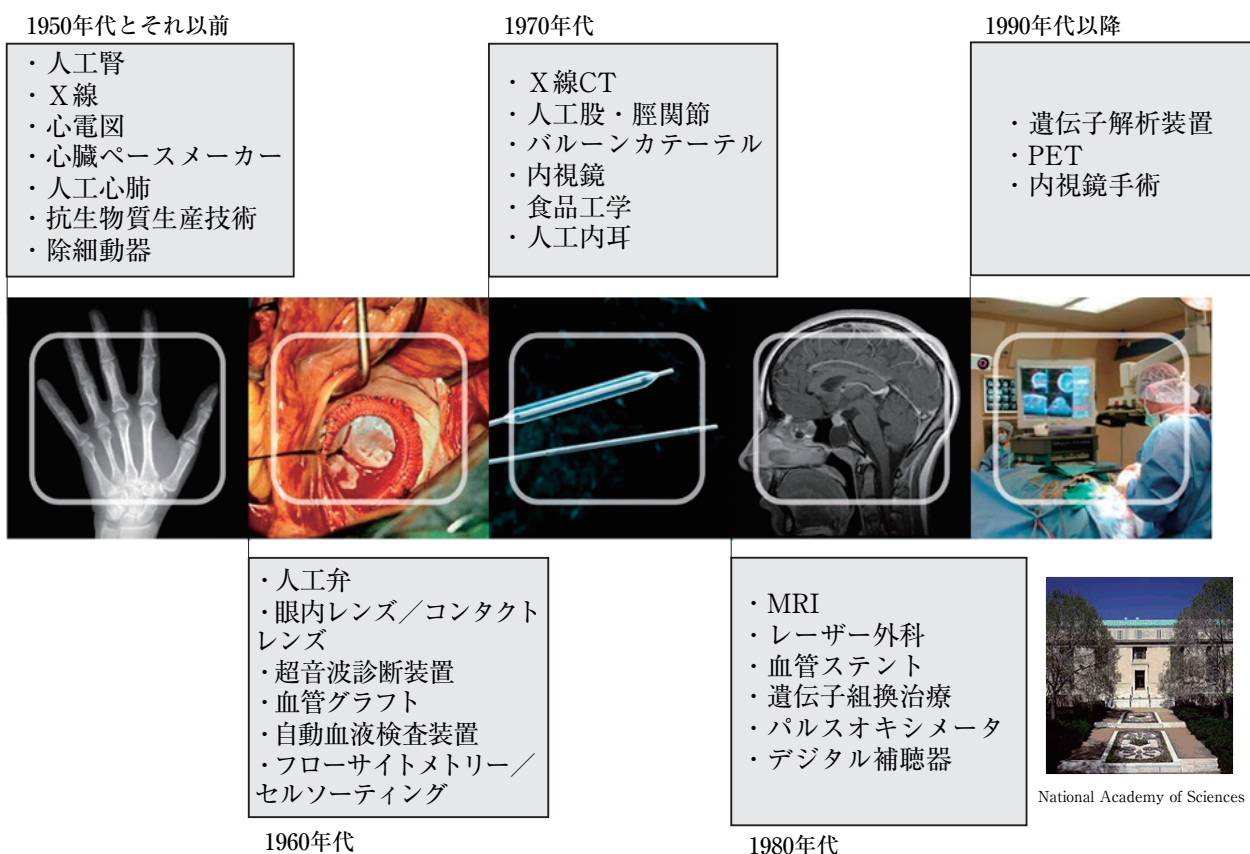 1950年代とそれ以前
・人工腎
・X線
・心電図
・心臓ペースメーカー
・人工心肺
・抗生物質生産技術
・除細動器
1970年代
・X線CT
・人工股・脛関節
・バルーンカテーテル
・内視鏡
・食品工学
・人工内耳
1990年代以降
・遺伝子解析装置
・PET
・内視鏡手術
・人工弁
・眼内レンズ／コンタクト
レンズ
・超音波診断装置
・血管グラフト
・自動血液検査装置
・フローサイトメトリー／
セルソーティング
1960年代
・MRI
・レーザー外科
・血管ステント
・遺伝子組換治療
・パルスオキシメータ
・デジタル補聴器
1980年代
National Academy of Sciences